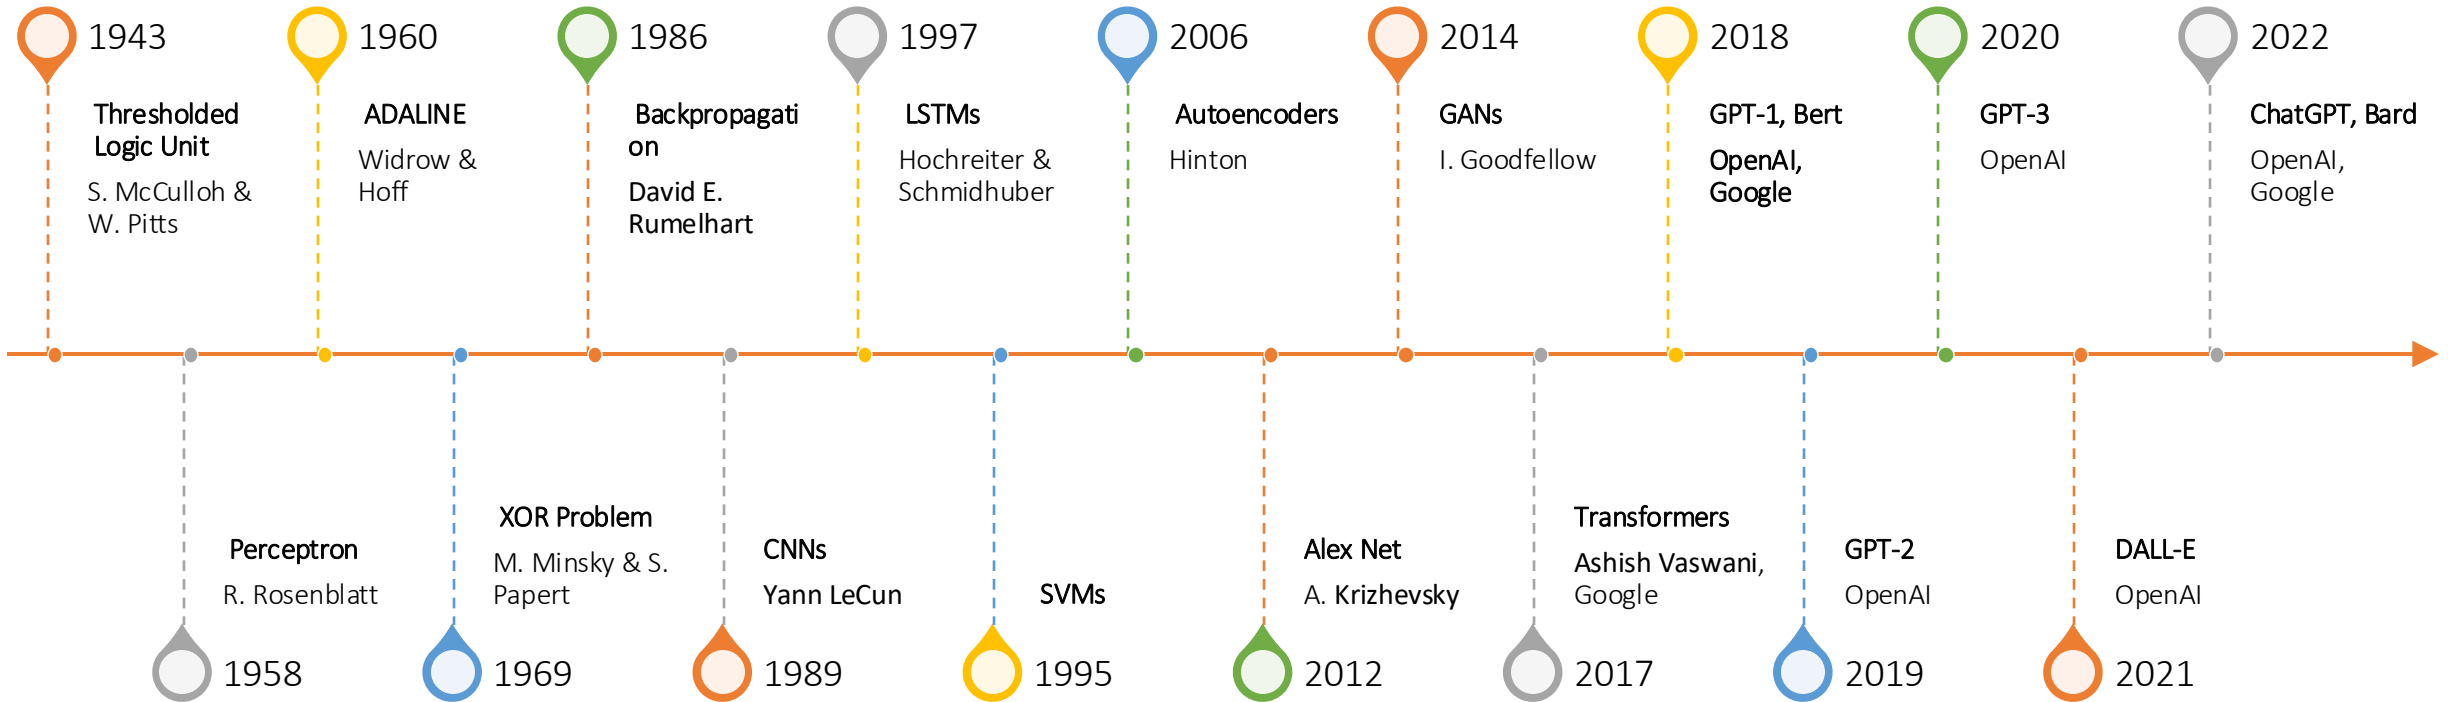 1943
Thresholded
Logic Unit
S. McCulloh &
W. Pitts
1960
ADALINE
Widrow &
Hoff
1986
Backpropagati
on
David E.
Rumelhart
1997
LSTMs
Hochreiter &
Schmidhuber
2006
Autoencoders
Hinton
2014
GANs
I. Goodfellow
2018
GPT-1, Bert
OpenAI,
Google
2020
GPT-3
OpenAI
2022
ChatGPT, Bard
OpenAI,
Google
Perceptron
R. Rosenblatt
1958
XOR Problem
M. Minsky & S.
Papert
1969
CNNs
Yann LeCun
1989
SVMs
1995
Alex Net
A. Krizhevsky
2012
Transformers
Ashish Vaswani,
Google
2017
GPT-2
OpenAI
2019
DALL-E
OpenAI
2021